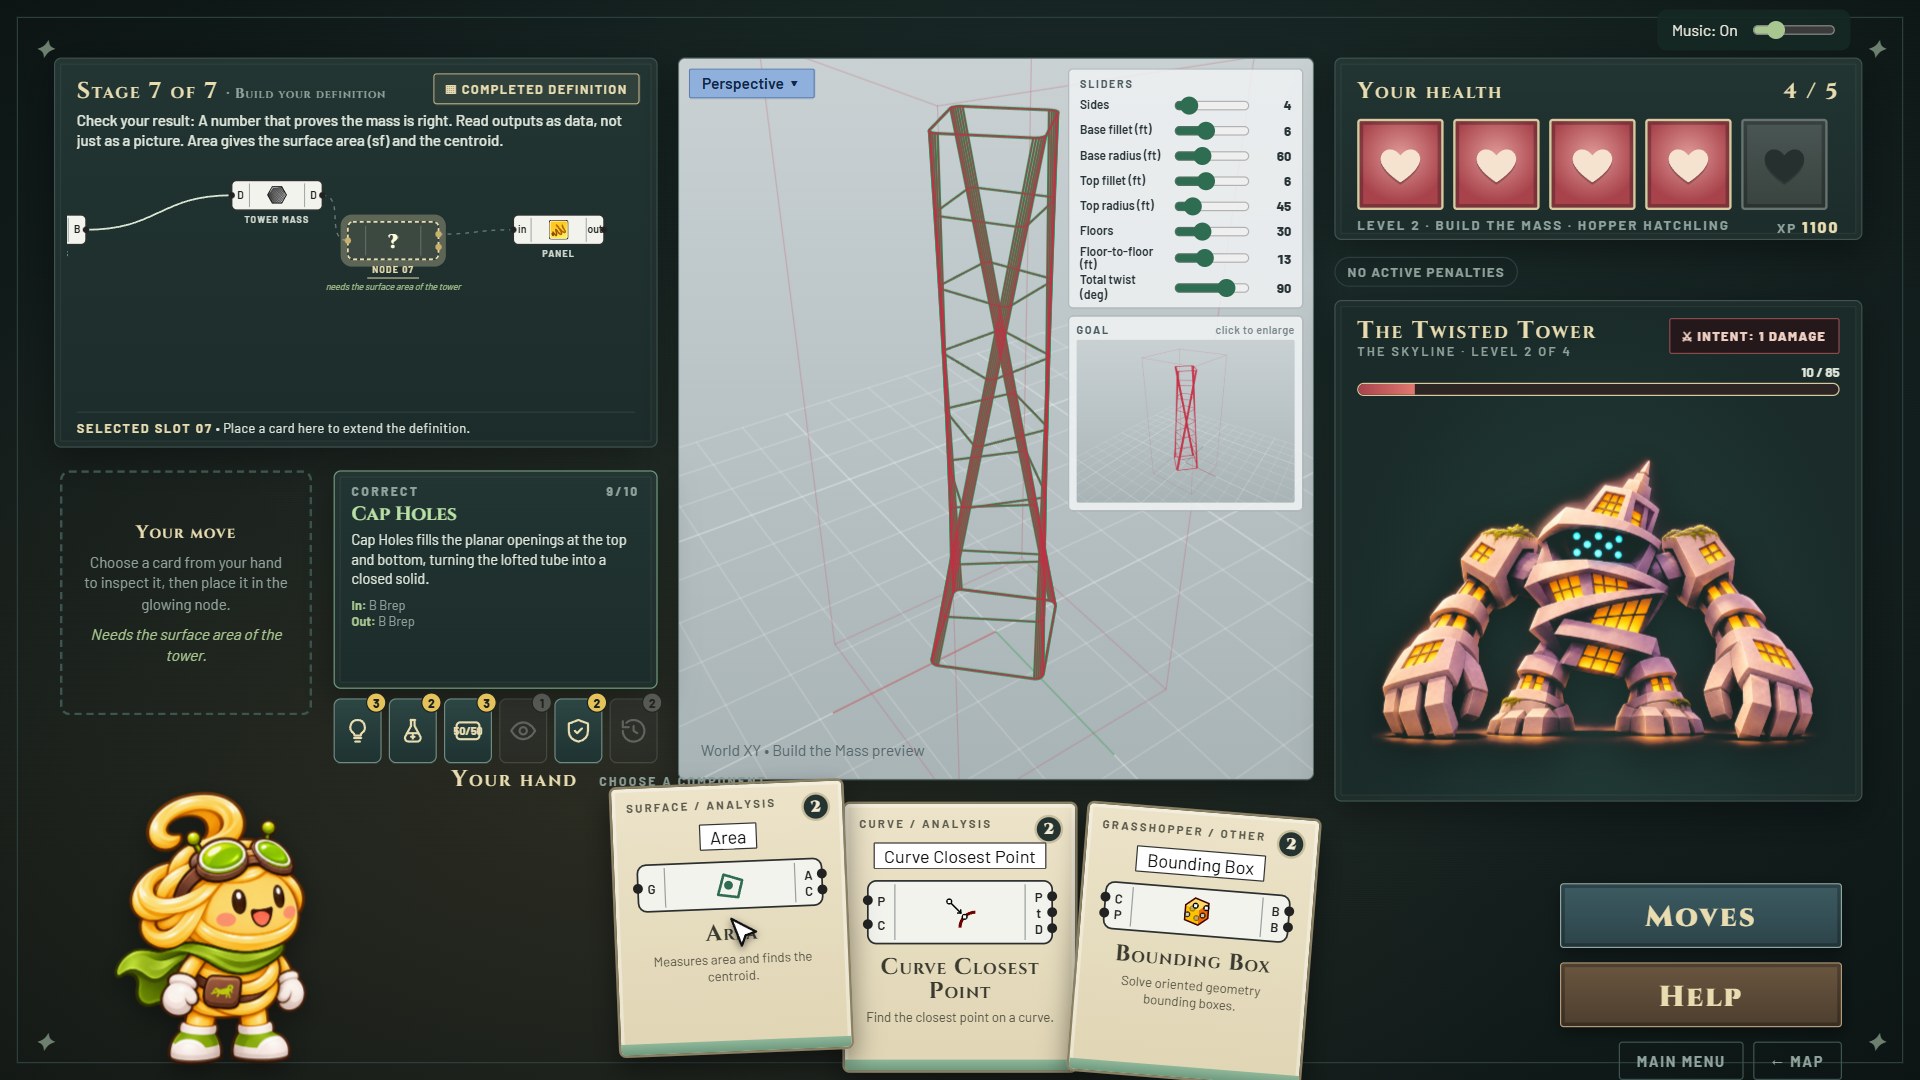 Music: On
STAGE 7 OF 7 · BUILD YOUR DEFINITION
COMPLETED DEFINITION
Check your result: A number that proves the mass is right. Read outputs as data, not
just as a picture. Area gives the surface area (sf) and the centroid.
B
D D
TOWER MASS
?
NODE 07
needs the surface area of the tower
in out
PANEL
SELECTED SLOT 07 • Place a card here to extend the definition.
YOUR MOVE
Choose a card from your hand
to inspect it, then place it in the
glowing node.
Needs the surface area of the
tower.
CORRECT 9/10
CAP HOLES
Cap Holes fills the planar openings at the top
and bottom, turning the lofted tube into a
closed solid.
In: B Brep
Out: B Brep
3 2 3 1 2 2
50/50
YOUR HAND CHOOSE A COMPONENT
Perspective ▼
SLIDERS
Sides 4
Base fillet (ft) 6
Base radius (ft) 60
Top fillet (ft) 6
Top radius (ft) 45
Floors 30
Floor-to-floor
(ft) 13
Total twist
(deg) 90
GOAL click to enlarge
World XY • Build the Mass preview
YOUR HEALTH 4 / 5
LEVEL 2 · BUILD THE MASS · HOPPER HATCHLING XP 1100
NO ACTIVE PENALTIES
THE TWISTED TOWER
THE SKYLINE · LEVEL 2 OF 4
INTENT: 1 DAMAGE
10 / 85
SURFACE / ANALYSIS 2
Area
G A C
AREA
Measures area and finds the
centroid.
CURVE / ANALYSIS 2
Curve Closest Point
P C P t D
CURVE CLOSEST
POINT
Find the closest point on a curve.
GRASSHOPPER / OTHER 2
Bounding Box
C P B B
BOUNDING BOX
Solve oriented geometry
bounding boxes.
MOVES
HELP
MAIN MENU
← MAP